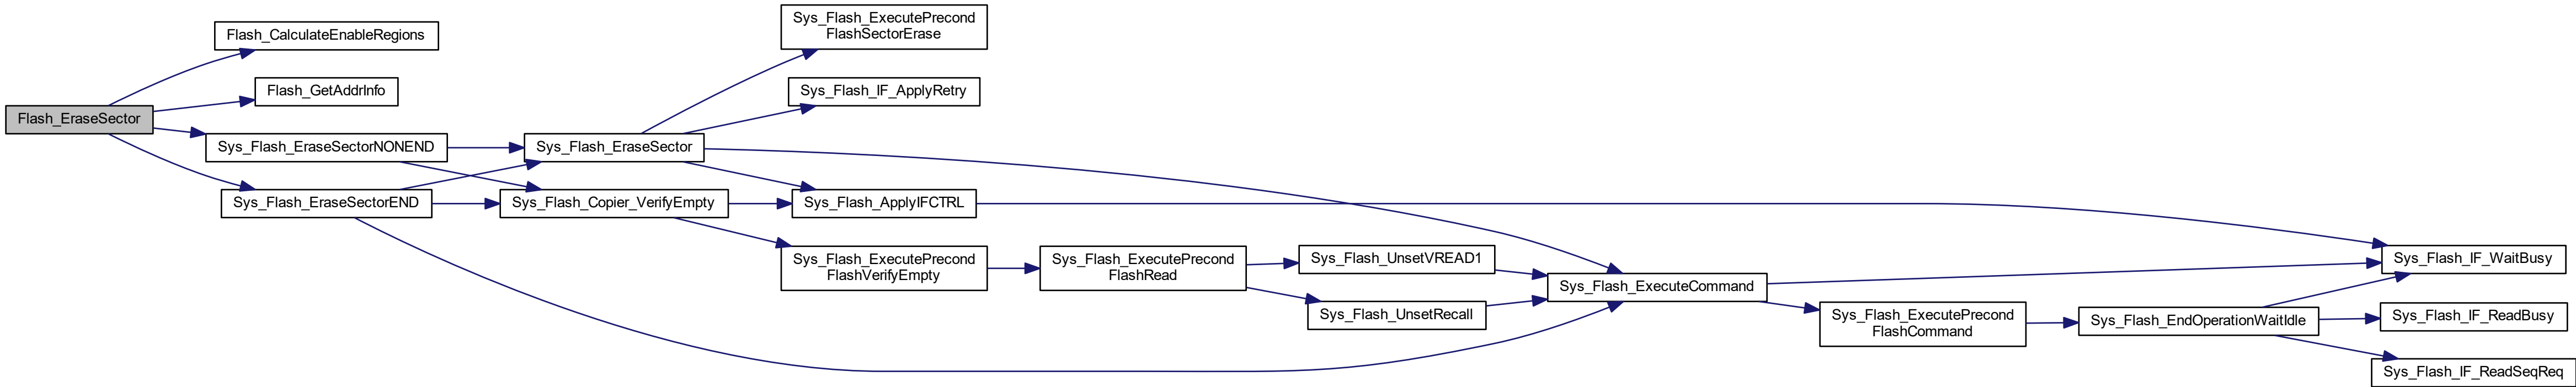 Flash_EraseSector
Flash_CalculateEnableRegions
Flash_GetAddrInfo
Sys_Flash_EraseSectorNONEND
Sys_Flash_EraseSectorEND
Sys_Flash_EraseSector
Sys_Flash_Copier_VerifyEmpty
Sys_Flash_ExecutePrecond
FlashSectorErase
Sys_Flash_IF_ApplyRetry
Sys_Flash_ApplyIFCTRL
Sys_Flash_ExecutePrecond
FlashVerifyEmpty
Sys_Flash_ExecutePrecond
FlashRead
Sys_Flash_UnsetVREAD1
Sys_Flash_UnsetRecall
Sys_Flash_ExecuteCommand
Sys_Flash_ExecutePrecond
FlashCommand
Sys_Flash_EndOperationWaitIdle
Sys_Flash_IF_WaitBusy
Sys_Flash_IF_ReadBusy
Sys_Flash_IF_ReadSeqReq